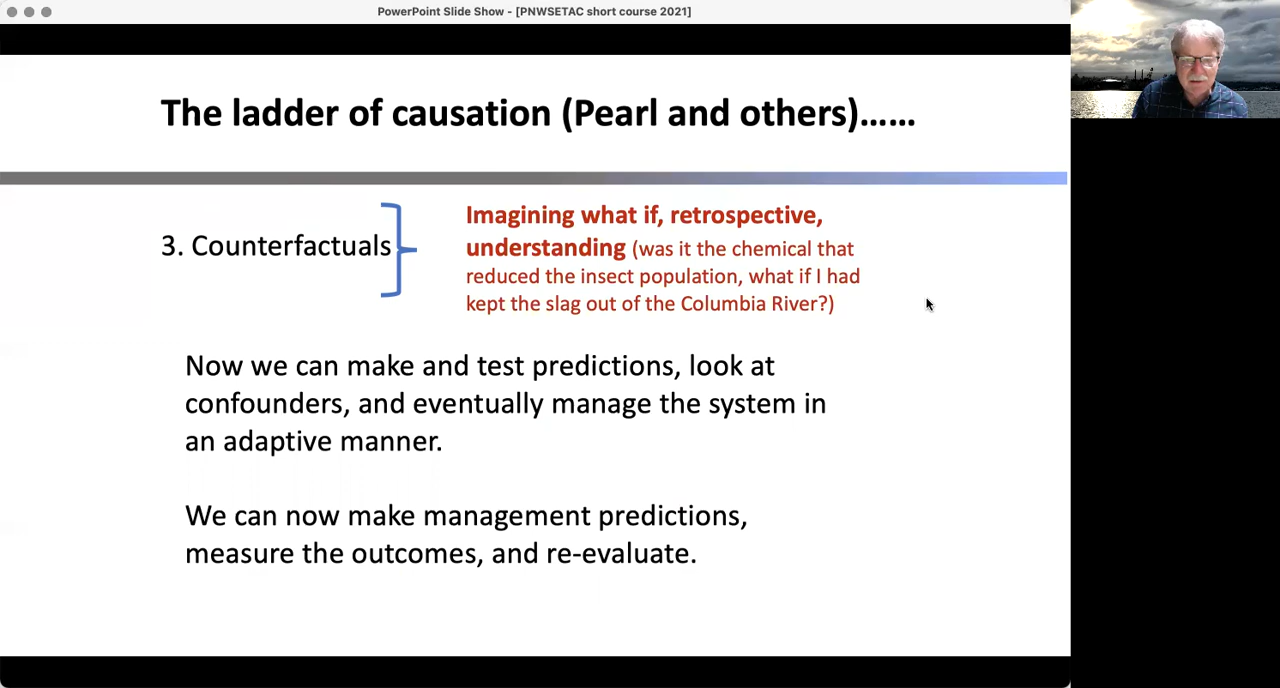 PowerPoint Slide Show - [PNWSETAC short course 2021]
The ladder of causation (Pearl and others)……
3. Counterfactuals
Imagining what if, retrospective,
understanding (was it the chemical that
reduced the insect population, what if I had
kept the slag out of the Columbia River?)
Now we can make and test predictions, look at
confounders, and eventually manage the system in
an adaptive manner.
We can now make management predictions,
measure the outcomes, and re-evaluate.